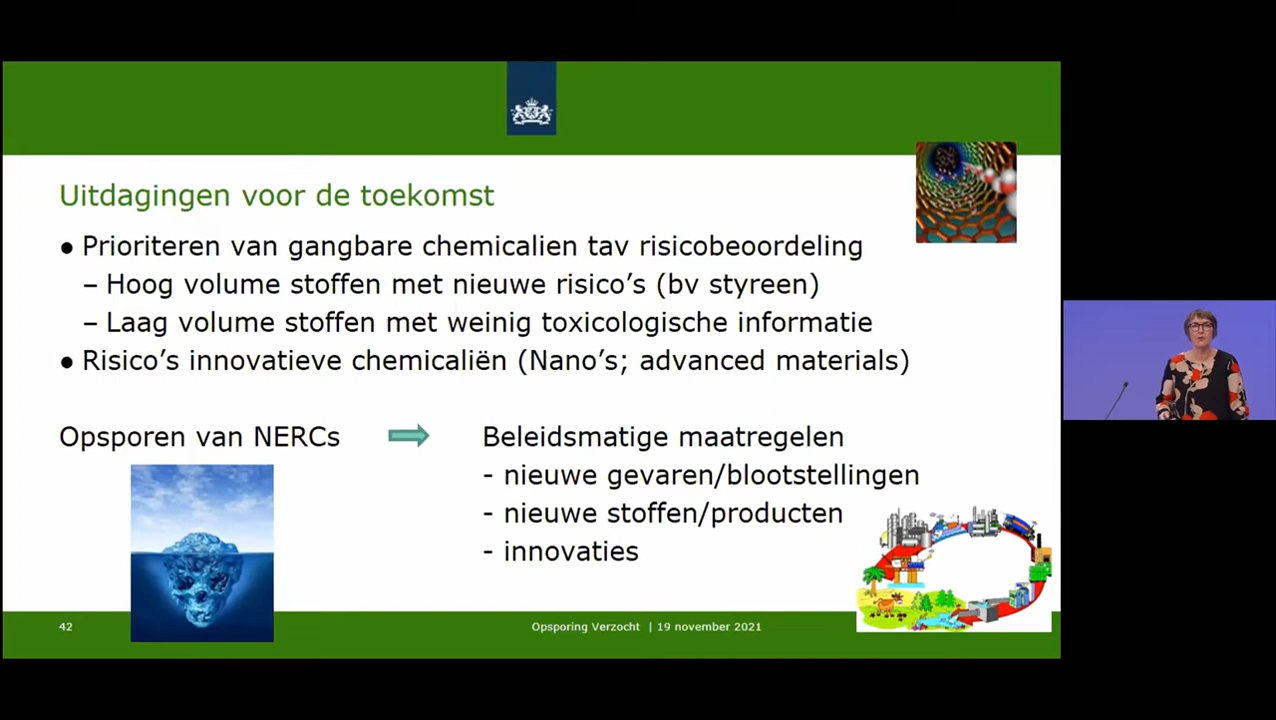 Uitdagingen voor de toekomst
● Prioriteren van gangbare chemicalien tav risicobeoordeling
– Hoog volume stoffen met nieuwe risico’s (bv styreen)
– Laag volume stoffen met weinig toxicologische informatie
● Risico’s innovatieve chemicaliën (Nano’s; advanced materials)
Opsporen van NERCs
Beleidsmatige maatregelen
- nieuwe gevaren/blootstellingen
- nieuwe stoffen/producten
- innovaties
42
Opsporing Verzocht | 19 november 2021